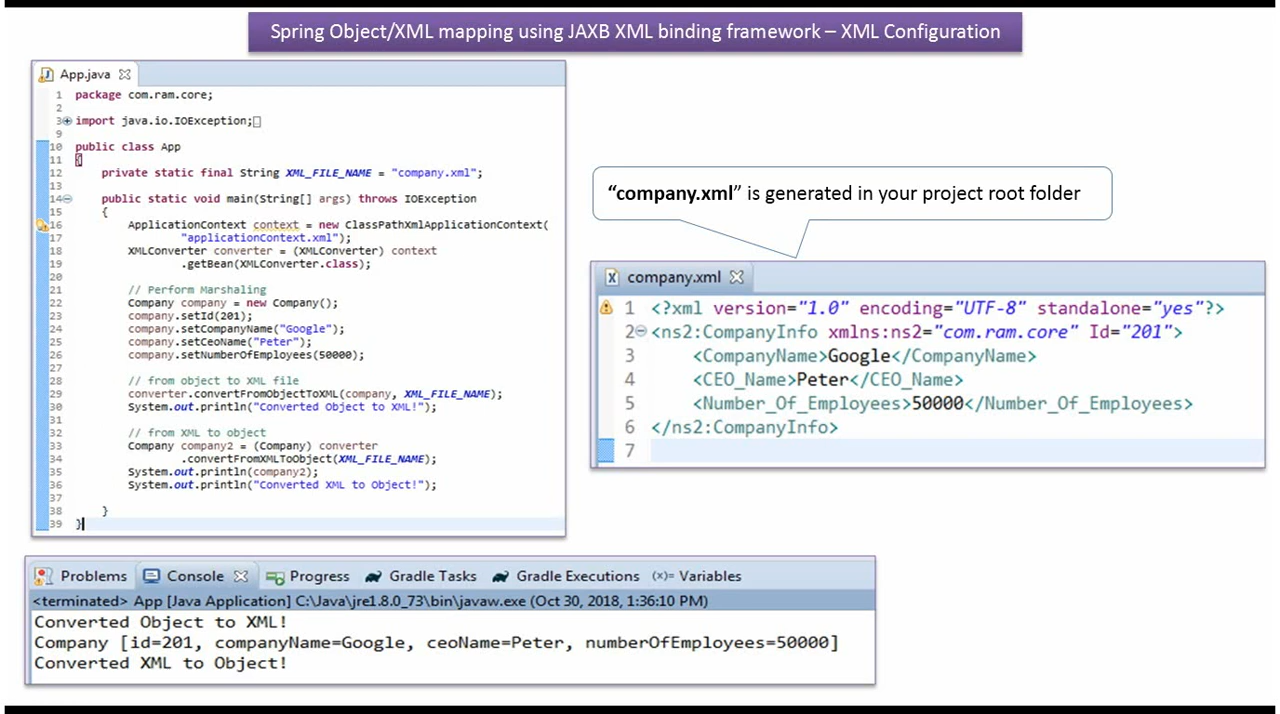 Spring Object/XML mapping using JAXB XML binding framework – XML Configuration
App.java
1 package com.ram.core;
2
3 import java.io.IOException;
9
10 public class App
11 {
12 private static final String XML_FILE_NAME = "company.xml";
13
14 public static void main(String[] args) throws IOException
15 {
16 ApplicationContext context = new ClassPathXmlApplicationContext(
17 "applicationContext.xml");
18 XMLConverter converter = (XMLConverter) context
19 .getBean(XMLConverter.class);
20
21 // Perform Marshaling
22 Company company = new Company();
23 company.setId(201);
24 company.setCompanyName("Google");
25 company.setCeoName("Peter");
26 company.setNumberOfEmployees(50000);
27
28 // from object to XML file
29 converter.convertFromObjectToXML(company, XML_FILE_NAME);
30 System.out.println("Converted Object to XML!");
31
32 // from XML to object
33 Company company2 = (Company) converter
34 .convertFromXMLToObject(XML_FILE_NAME);
35 System.out.println(company2);
36 System.out.println("Converted XML to Object!");
37
38 }
39 }
“company.xml” is generated in your project root folder
company.xml
1 <?xml version="1.0" encoding="UTF-8" standalone="yes"?>
2 <ns2:CompanyInfo xmlns:ns2="com.ram.core" Id="201">
3 <CompanyName>Google</CompanyName>
4 <CEO_Name>Peter</CEO_Name>
5 <Number_Of_Employees>50000</Number_Of_Employees>
6 </ns2:CompanyInfo>
7
Problems Console Progress Gradle Tasks Gradle Executions (x)= Variables
<terminated> App [Java Application] C:\Java\jre1.8.0_73\bin\javaw.exe (Oct 30, 2018, 1:36:10 PM)
Converted Object to XML!
Company [id=201, companyName=Google, ceoName=Peter, numberOfEmployees=50000]
Converted XML to Object!